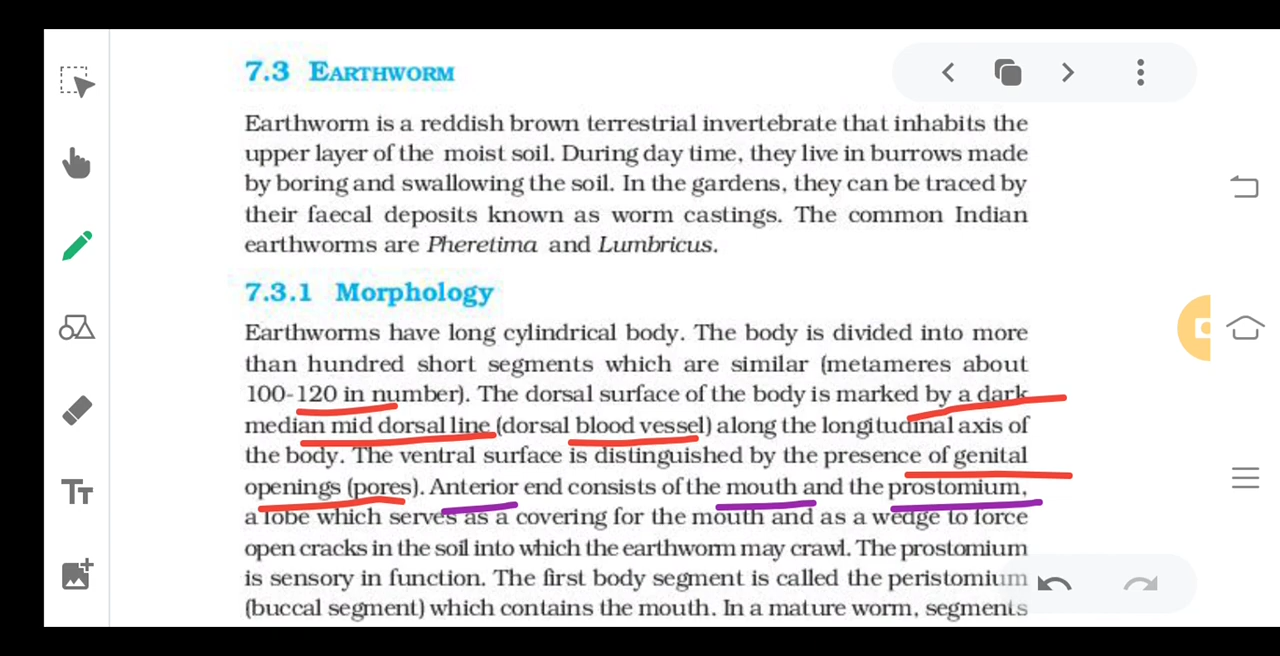 7.3 EARTHWORM
Earthworm is a reddish brown terrestrial invertebrate that inhabits the
upper layer of the moist soil. During day time, they live in burrows made
by boring and swallowing the soil. In the gardens, they can be traced by
their faecal deposits known as worm castings. The common Indian
earthworms are Pheretima and Lumbricus.
7.3.1 Morphology
Earthworms have long cylindrical body. The body is divided into more
than hundred short segments which are similar (metameres about
100-120 in number). The dorsal surface of the body is marked by a dark
median mid dorsal line (dorsal blood vessel) along the longitudinal axis of
the body. The ventral surface is distinguished by the presence of genital
openings (pores). Anterior end consists of the mouth and the prostomium,
a lobe which serves as a covering for the mouth and as a wedge to force
open cracks in the soil into which the earthworm may crawl. The prostomium
is sensory in function. The first body segment is called the peristomium
(buccal segment) which contains the mouth. In a mature worm, segments
Tт